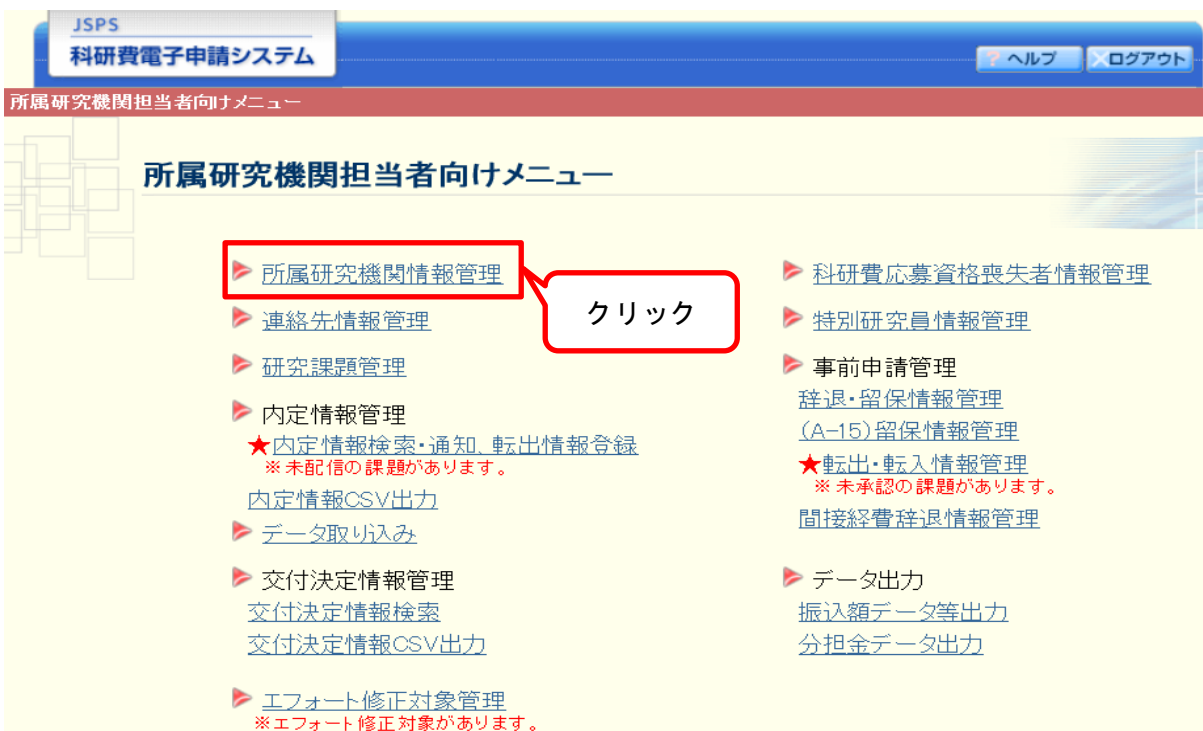 JSPS
科研費電子申請システム
? ヘルプ
×ログアウト
所属研究機関担当者向けメニュー
所属研究機関担当者向けメニュー
所属研究機関情報管理
クリック
連絡先情報管理
研究課題管理
内定情報管理
★内定情報検索・通知、転出情報登録
※未配信の課題があります。
内定情報CSV出力
データ取り込み
交付決定情報管理
交付決定情報検索
交付決定情報CSV出力
エフォート修正対象管理
※エフォート修正対象があります。
科研費応募資格喪失者情報管理
特別研究員情報管理
事前申請管理
辞退・留保情報管理
(A-15)留保情報管理
★転出・転入情報管理
※未承認の課題があります。
間接経費辞退情報管理
データ出力
振込額データ等出力
分担金データ出力